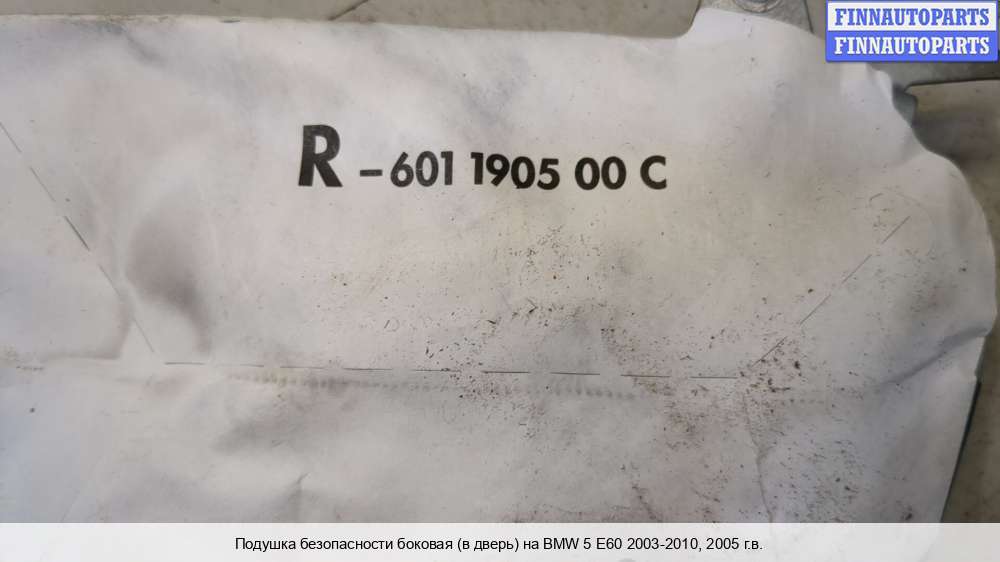 FINNAUTOPARTS
FINNAUTOPARTS
R -601 1905 00 C
Подушка безопасности боковая (в дверь) на BMW 5 E60 2003-2010, 2005 г.в.